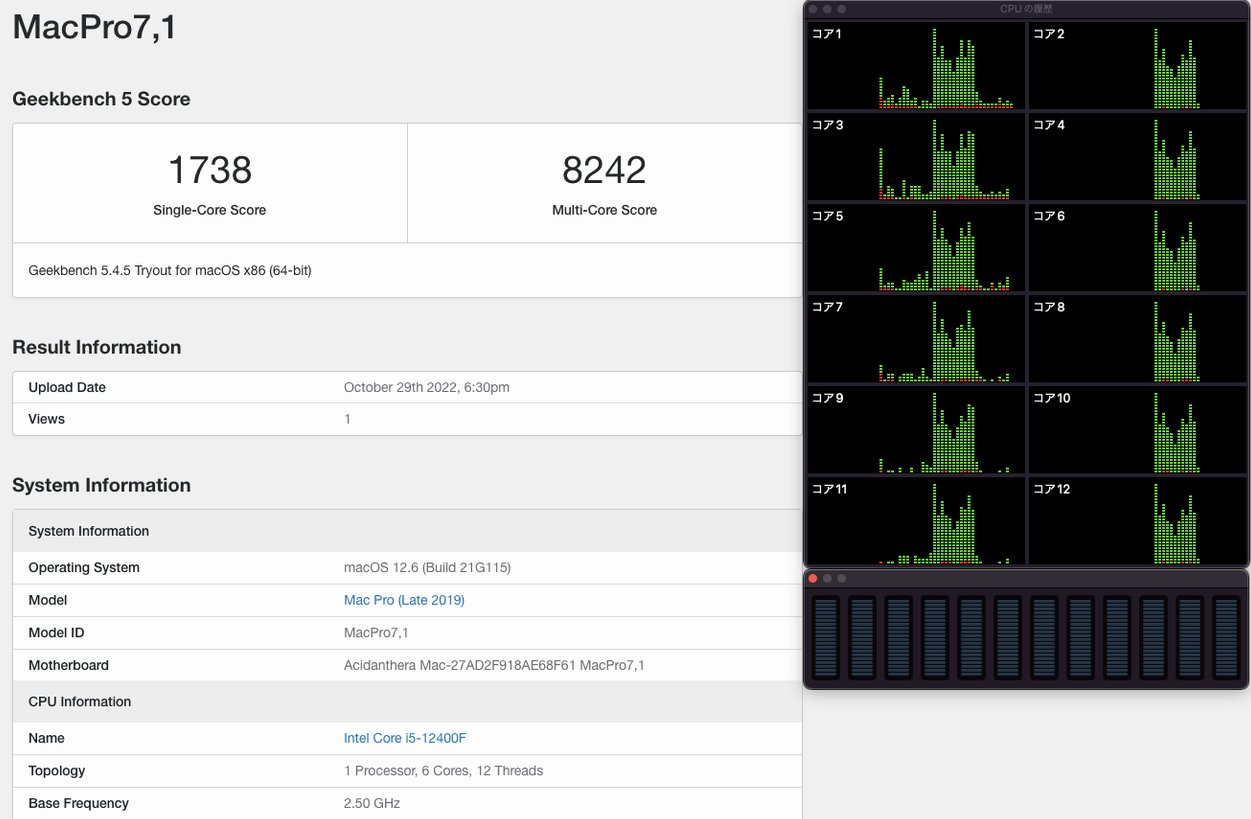 MacPro7,1
Geekbench 5 Score
1738
Single-Core Score
8242
Multi-Core Score
Geekbench 5.4.5 Tryout for macOS x86 (64-bit)
Result Information
Upload Date October 29th 2022, 6:30pm
Views 1
System Information
System Information
Operating System macOS 12.6 (Build 21G115)
Model Mac Pro (Late 2019)
Model ID MacPro7,1
Motherboard Acidanthera Mac-27AD2F918AE68F61 MacPro7,1
CPU Information
Name Intel Core i5-12400F
Topology 1 Processor, 6 Cores, 12 Threads
Base Frequency 2.50 GHz
CPU の履歴
コア1 コア2
コア3 コア4
コア5 コア6
コア7 コア8
コア9 コア10
コア11 コア12